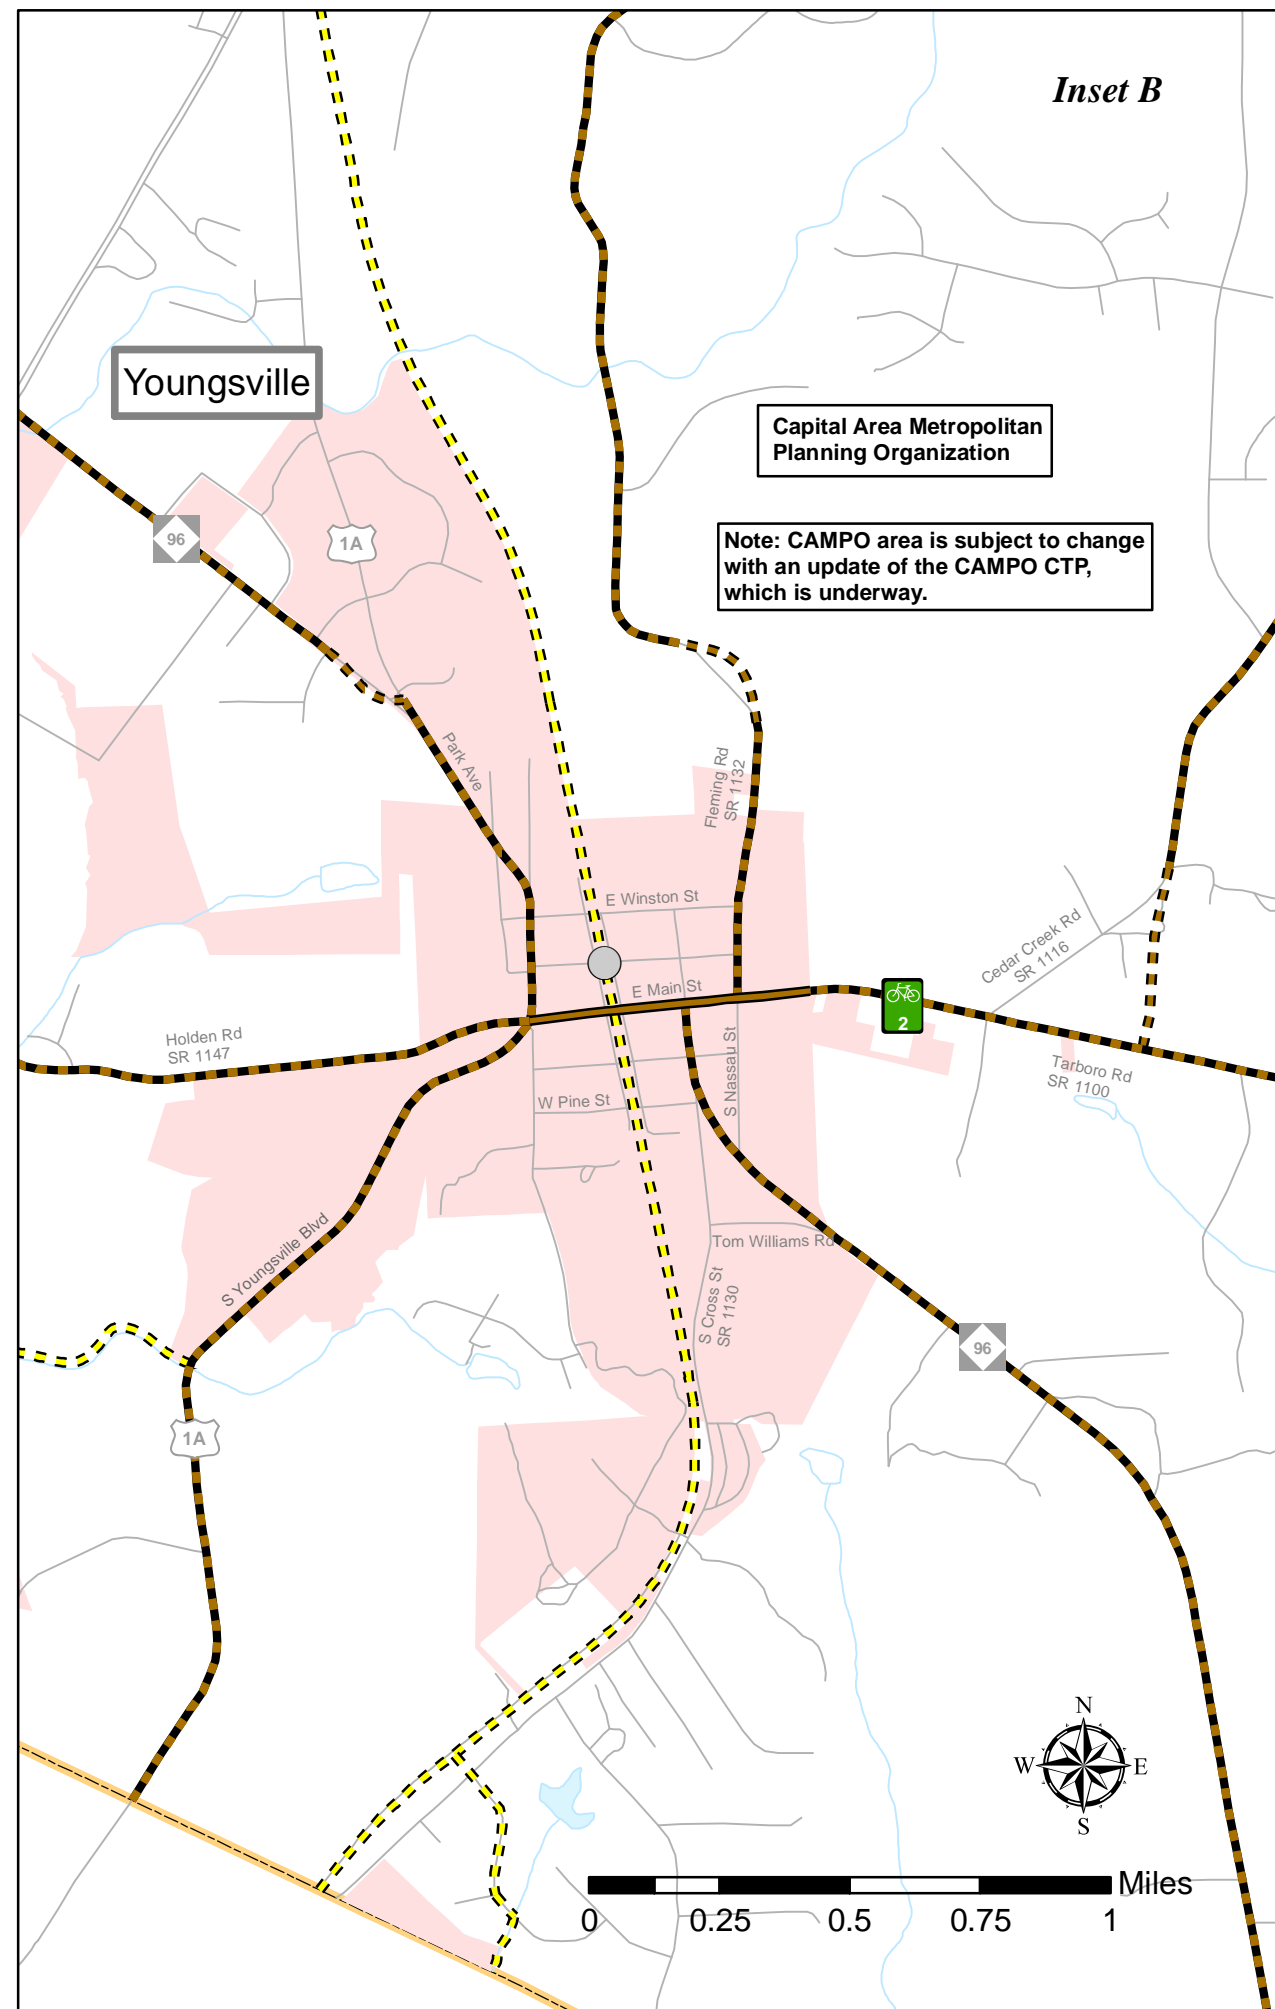 Inset B
Youngsville
Capital Area Metropolitan
Planning Organization
96
1A
Note: CAMPO area is subject to change
with an update of the CAMPO CTP,
which is underway.
Park Ave
Fleming Rd
SR 1132
E Winston St
Cedar Creek Rd
SR 1116
E Main St
2
Holden Rd
SR 1147
Tarboro Rd
SR 1100
S Nassau St
W Pine St
S Youngsville Blvd
Tom Williams Rd
S Cross St
SR 1130
96
1A
N
W
E
S
Miles
0
0.25
0.5
0.75
1